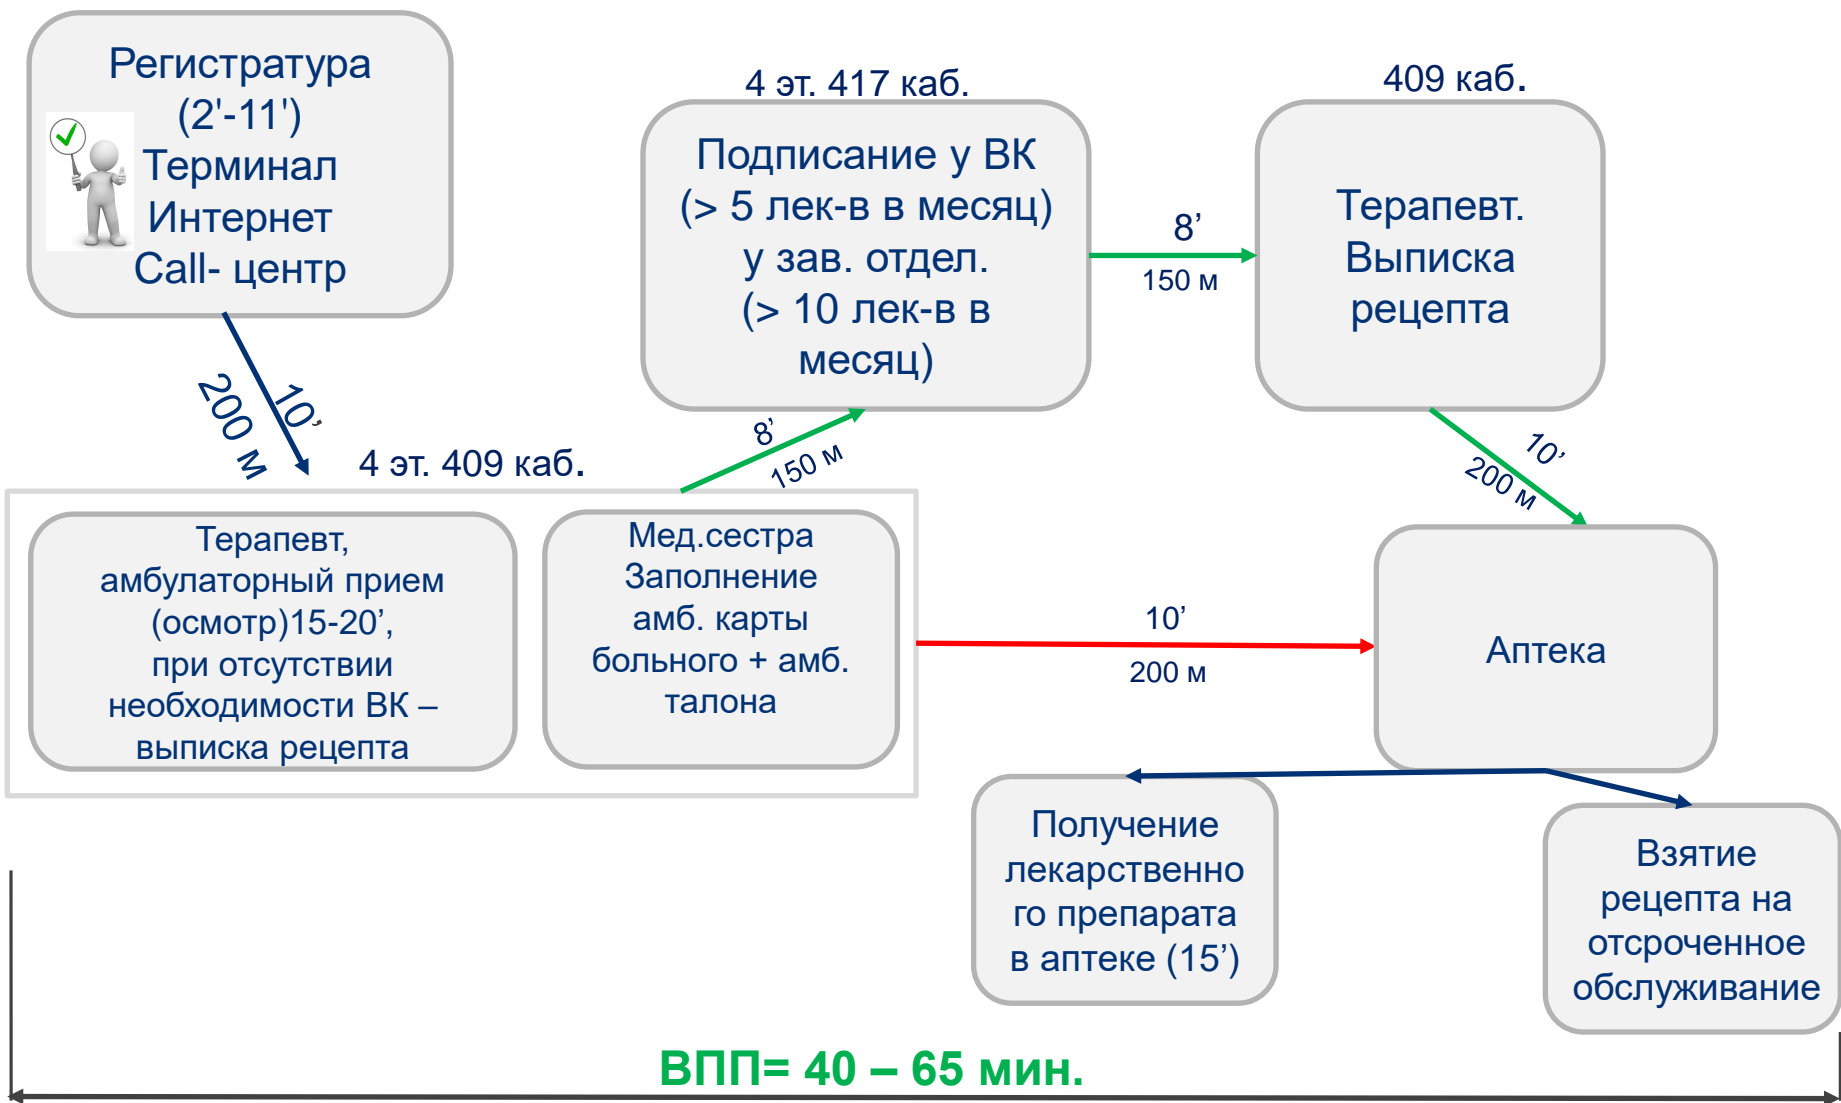 Регистратура
(2'-11')
Терминал
Интернет
Call- центр
10’
200 м
4 эт. 409 каб.
Терапевт,
амбулаторный прием
(осмотр)15-20’,
при отсутствии
необходимости ВК –
выписка рецепта
Мед.сестра
Заполнение
амб. карты
больного + амб.
талона
8’
150 м
4 эт. 417 каб.
Подписание у ВК
(> 5 лек-в в месяц)
у зав. отдел.
(> 10 лек-в в
месяц)
8’
150 м
409 каб.
Терапевт.
Выписка
рецепта
10’
200 м
10’
200 м
Аптека
Получение
лекарственно
го препарата
в аптеке (15’)
Взятие
рецепта на
отсроченное
обслуживание
ВПП= 40 – 65 мин.